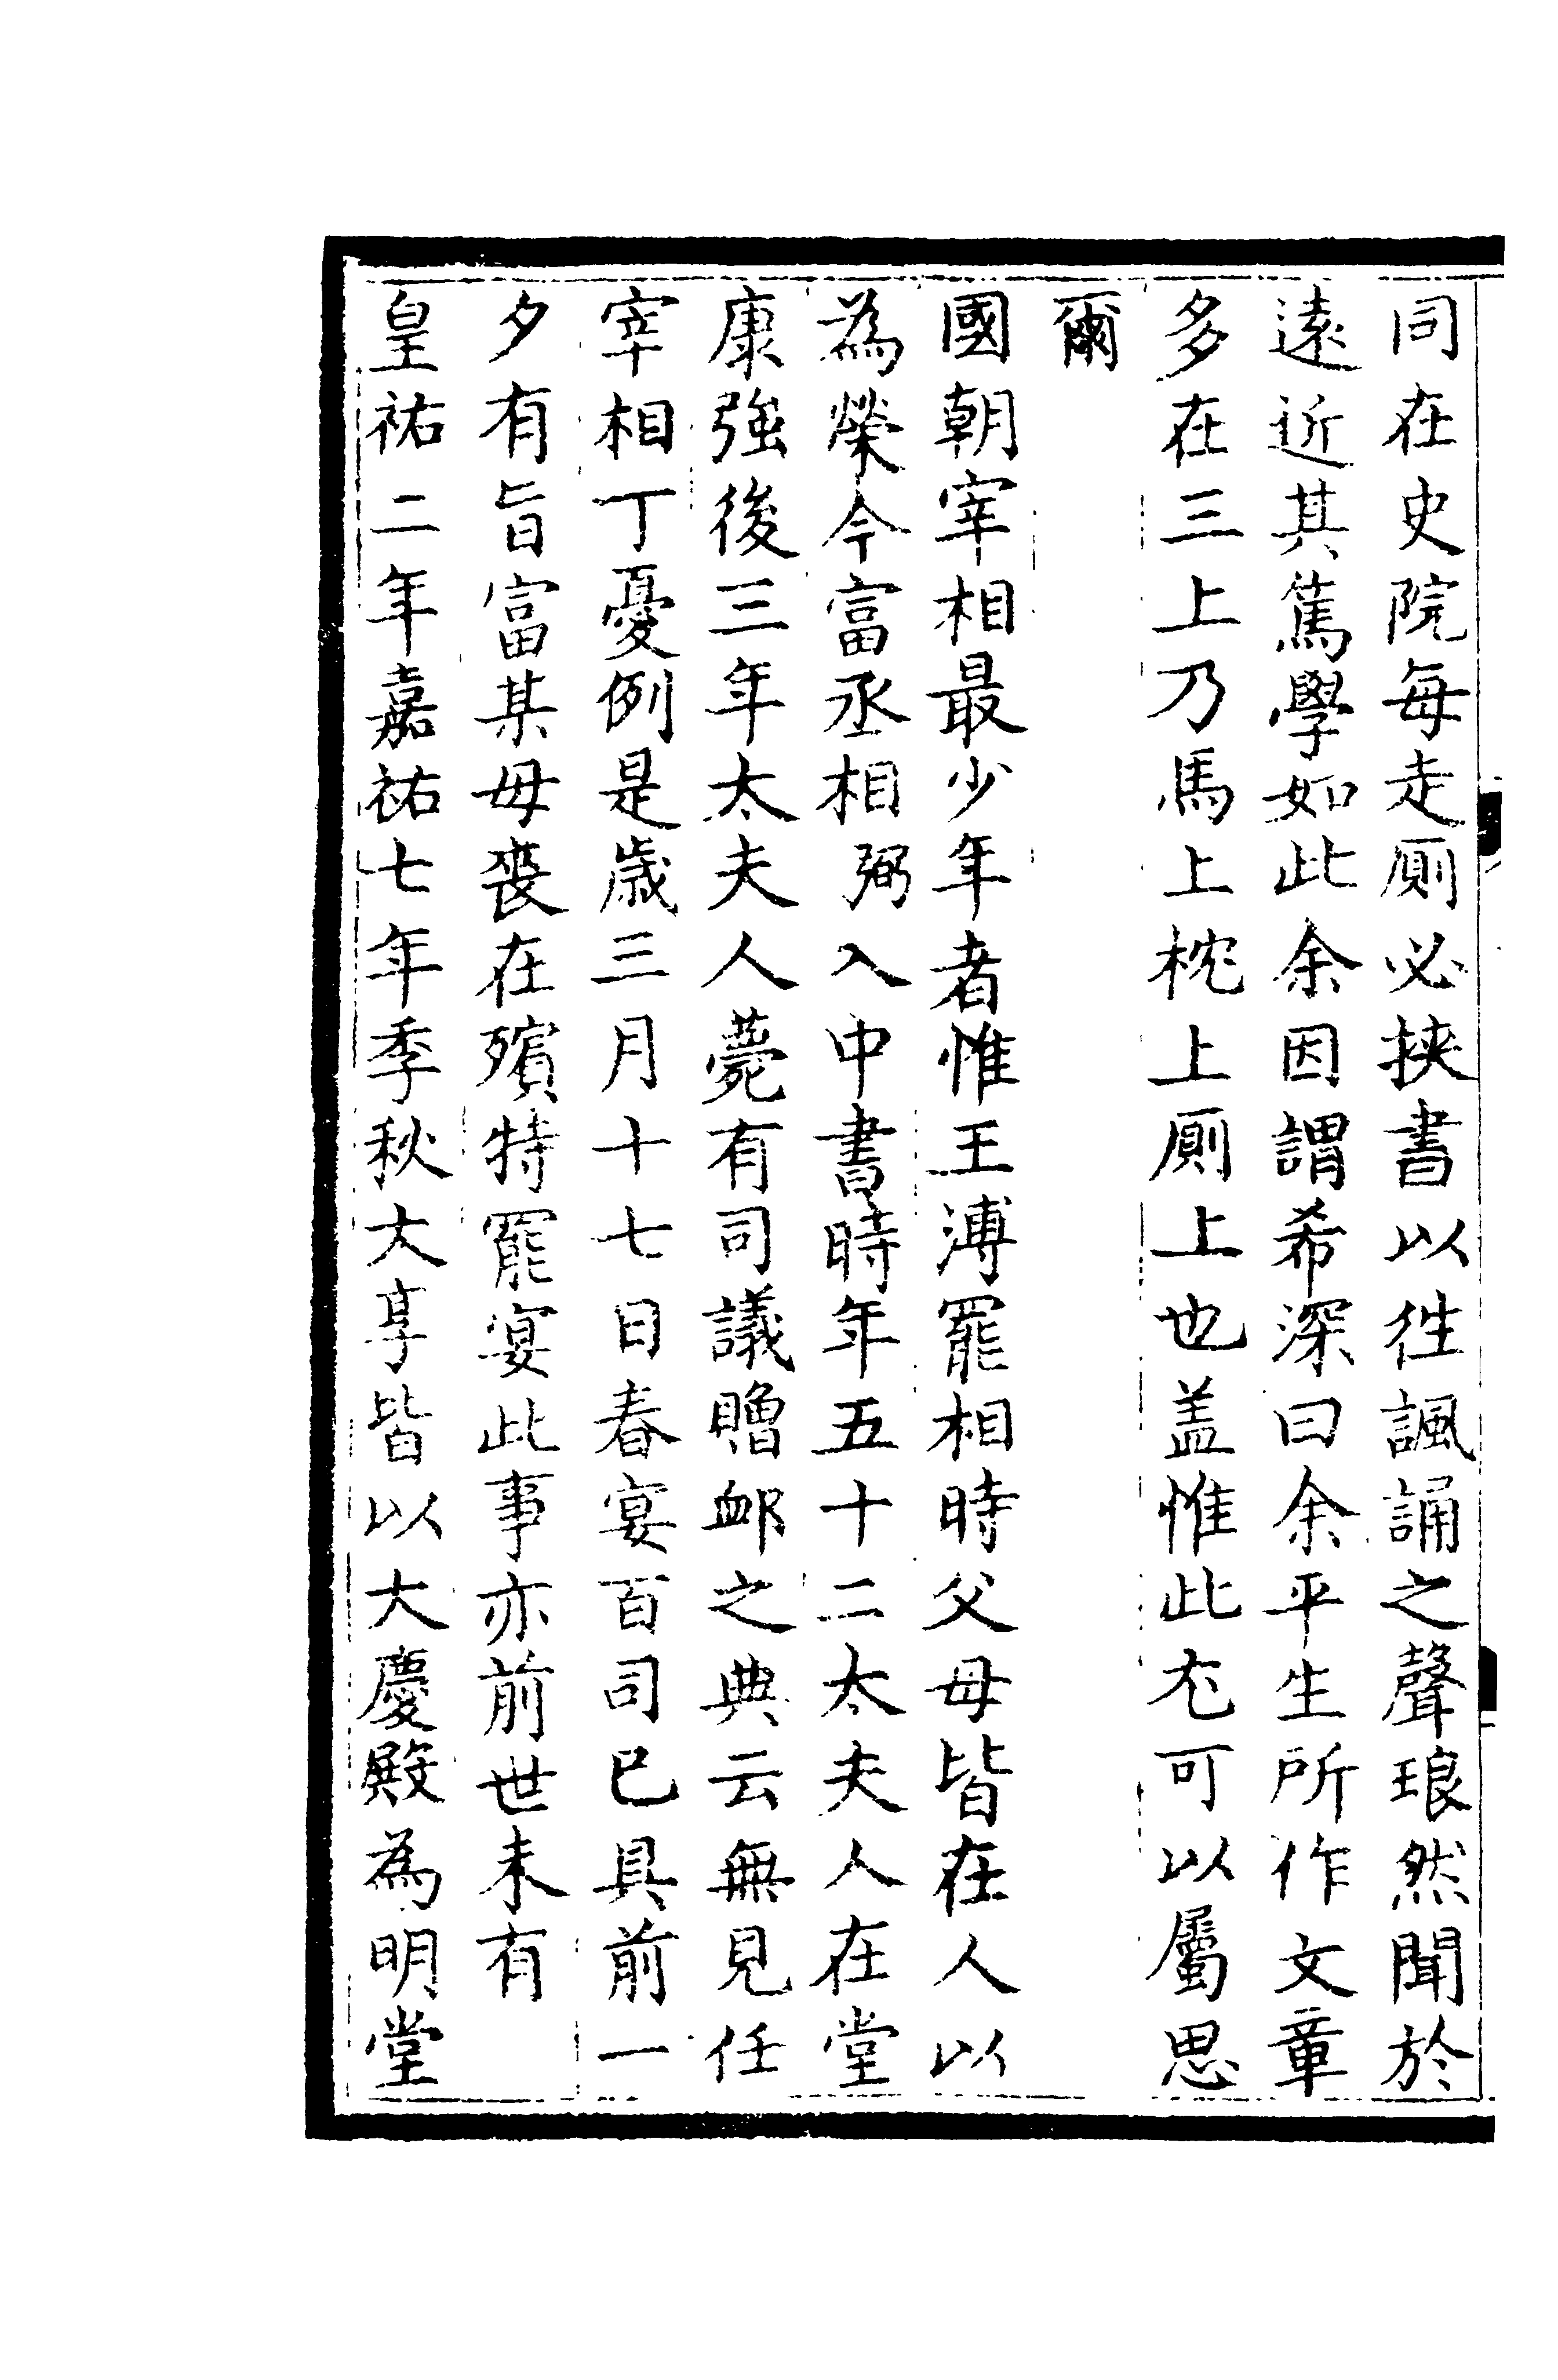 同在史院每走厠必挾書以徃諷誦之聲琅然聞於
遠近其篤學如此余因謂希深曰余平生所作文章
多在三上乃馬上枕上厠上也盖惟此尤可以屬思
爾
國朝宰相最少年者惟王溥罷相時父母皆在人以
為榮今富丞相弼入中書時年五十二太夫人在堂
康強後三年太夫人薨有司議贈䘏之典云無見任
宰相丁憂例是歲三月十七日春宴百司已具前一
夕有旨富某母喪在殯特罷宴此事亦前世未有
皇祐二年嘉祐七年季秋大享皆以大慶殿為明堂